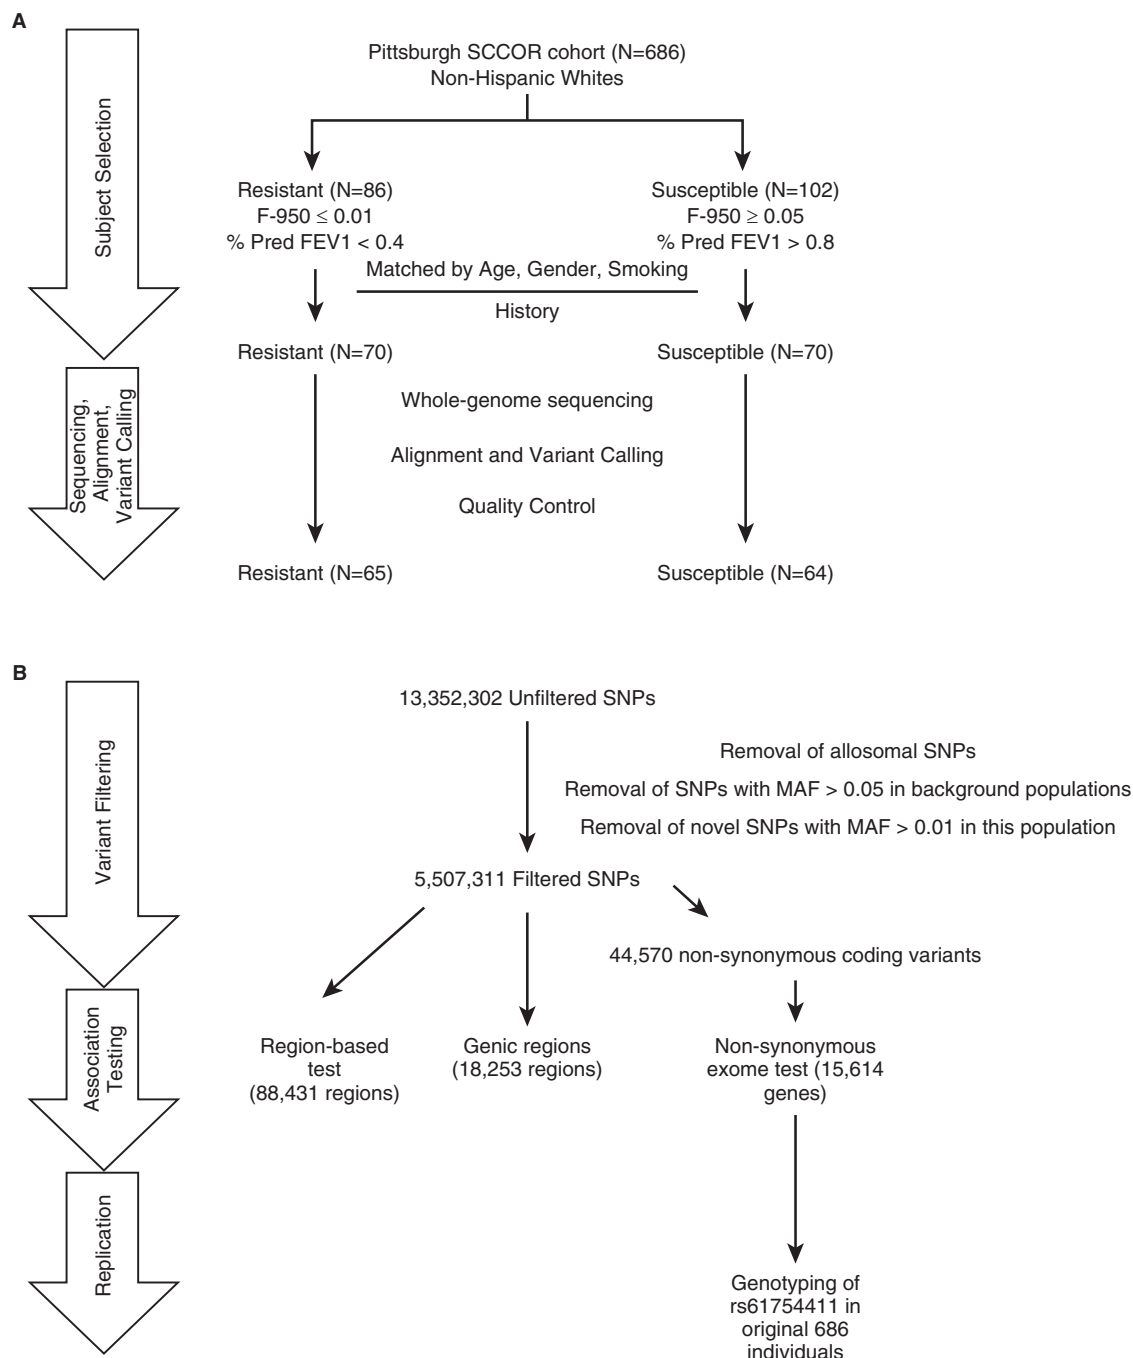 A
Subject Selection
Pittsburgh SCCOR cohort (N=686)
Non-Hispanic Whites
Resistant (N=86)
F-950 ≤ 0.01
% Pred FEV1 < 0.4
Susceptible (N=102)
F-950 ≥ 0.05
% Pred FEV1 > 0.8
Matched by Age, Gender, Smoking
History
Resistant (N=70)
Susceptible (N=70)
Sequencing,
Alignment,
Variant Calling
Whole-genome sequencing
Alignment and Variant Calling
Quality Control
Resistant (N=65)
Susceptible (N=64)
B
Variant Filtering
13,352,302 Unfiltered SNPs
Removal of allosomal SNPs
Removal of SNPs with MAF > 0.05 in background populations
Removal of novel SNPs with MAF > 0.01 in this population
5,507,311 Filtered SNPs
44,570 non-synonymous coding variants
Association
Testing
Region-based
test
(88,431 regions)
Genic regions
(18,253 regions)
Non-synonymous
exome test (15,614
genes)
Replication
Genotyping of
rs61754411 in
original 686
individuals